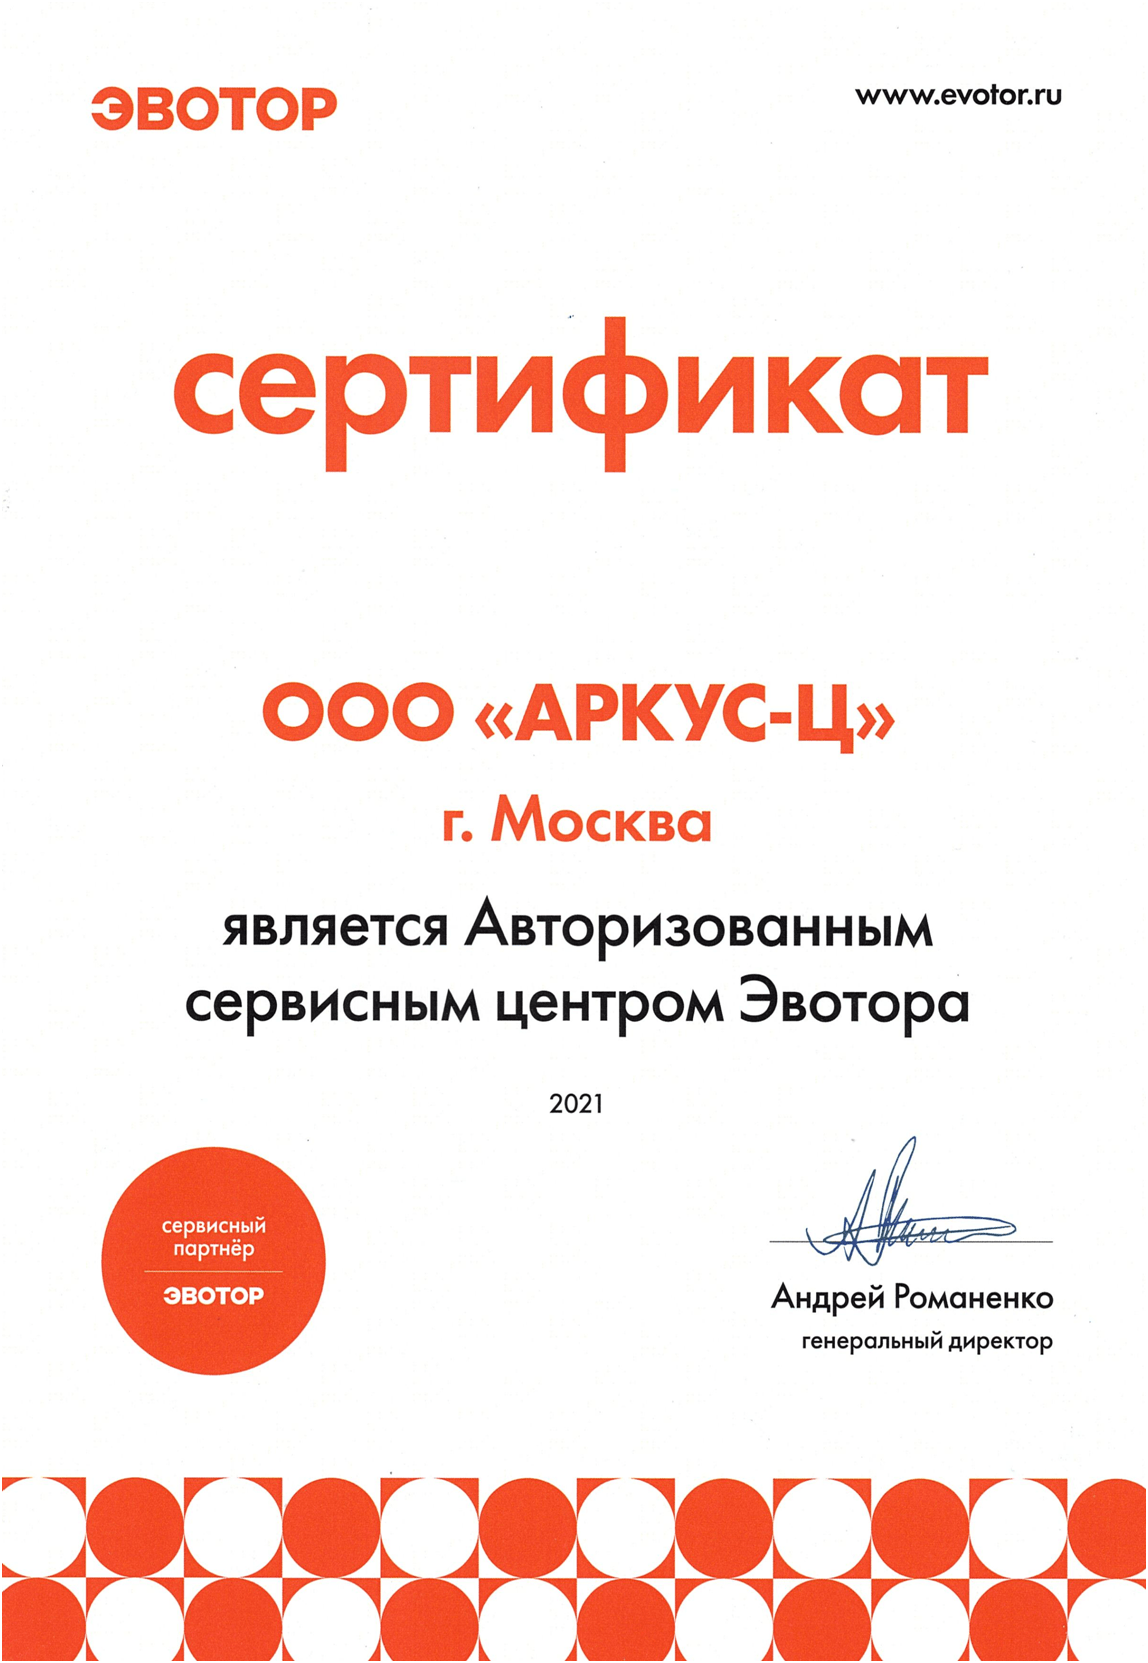 ЭВОТОР
www.evotor.ru
сертификат
ООО «АРКУС-Ц»
г. Москва
является Авторизованным
сервисным центром Эвотора
2021
сервисный
партнёр
ЭВОТОР
Андрей Романенко
генеральный директор